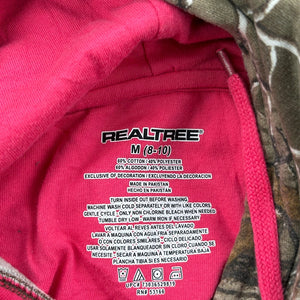 REALTREE
M (8-10)
60% COTTON / 40% POLYESTER
60% ALGODON / 40% POLIESTER
EXCLUSIVE OF DECORATION / EXCLUYENDO LA DECORACION
MADE IN PAKISTAN
HECHO EN PAKISTAN
TURN INSIDE OUT BEFORE WASHING
MACHINE WASH COLD SEPARATELY OR WITH LIKE COLORS
GENTLE CYCLE / ONLY NON CHLORINE BLEACH WHEN NEEDED
TUMBLE DRY LOW / WARM IRON IF NEEDED
VOLTEAR AL REVES ANTES DEL LAVADO
LAVAR A MAQUINA CON AGUA FRIA SEPARADAMENTE
O CON COLORES SIMILARES / CICLO DELICADO
USAR SOLAMENTE BLANQUEADOR SIN CLORO CUANDO SE
NECESITE / SECAR A MAQUINA A TEMPERATURA BAJA
PLANCHA TIBIA SI ES NECESARIO
RN# 53166